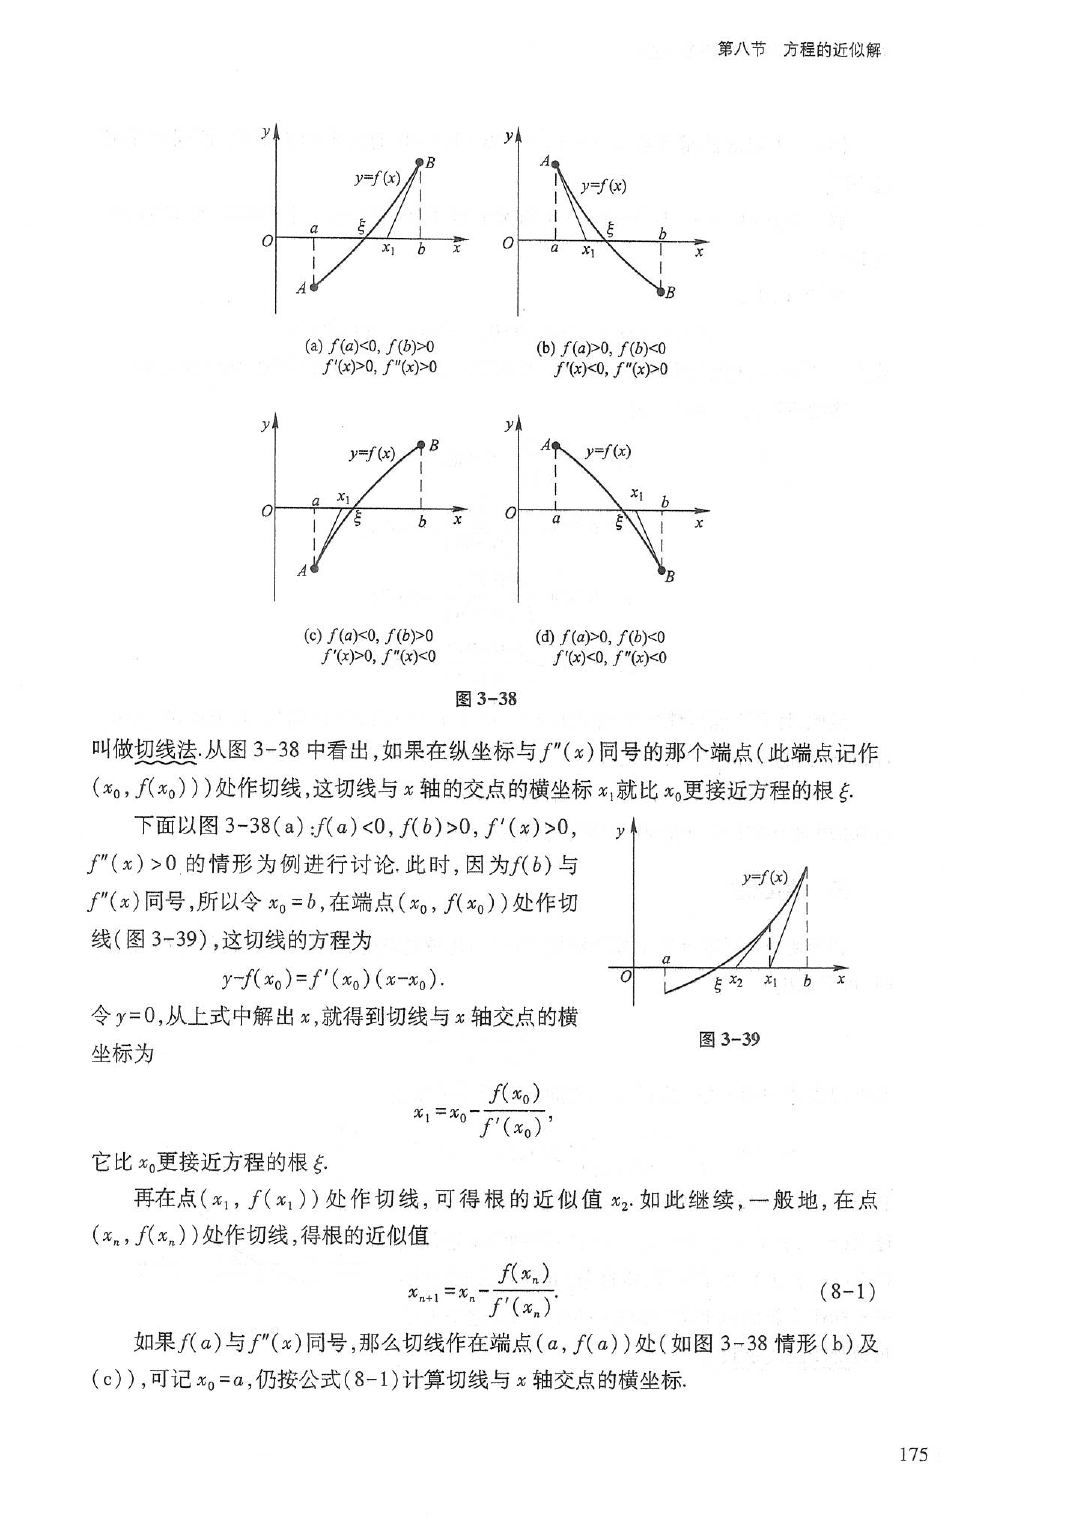 第八节 方程的近似解
y
B
y=f(x)
a
ξ
O
x₁
b
x
A
(a) f(a)<0, f(b)>0
f′(x)>0, f″(x)>0
y
A
y=f(x)
ξ
b
O
a
x₁
x
B
(b) f(a)>0, f(b)<0
f′(x)<0, f″(x)>0
y
B
y=f(x)
a
x₁
O
ξ
b
x
A
(c) f(a)<0, f(b)>0
f′(x)>0, f″(x)<0
y
A
y=f(x)
x₁
b
O
a
ξ
x
B
(d) f(a)>0, f(b)<0
f′(x)<0, f″(x)<0
图 3-38
叫做切线法.从图 3-38 中看出,如果在纵坐标与f″(x)同号的那个端点(此端点记作
(x₀, f(x₀)))处作切线,这切线与 x 轴的交点的横坐标 x₁就比 x₀更接近方程的根 ξ.
下面以图 3-38(a):f(a)<0, f(b)>0, f′(x)>0,
f″(x)>0 的情形为例进行讨论.此时,因为f(b)与
f″(x)同号,所以令 x₀=b,在端点(x₀, f(x₀))处作切
线(图 3-39),这切线的方程为
y-f(x₀)=f′(x₀)(x-x₀).
令 y=0,从上式中解出 x,就得到切线与 x 轴交点的横
坐标为
y
y=f(x)
a
O
ξ
x₂
x₁
b
x
图 3-39
x₁=x₀-f(x₀)/f′(x₀),
它比 x₀更接近方程的根 ξ.
再在点(x₁, f(x₁))处作切线,可得根的近似值 x₂.如此继续,一般地,在点
(xₙ, f(xₙ))处作切线,得根的近似值
xₙ₊₁=xₙ-f(xₙ)/f′(xₙ). (8-1)
如果f(a)与f″(x)同号,那么切线作在端点(a, f(a))处(如图 3-38 情形(b)及
(c)),可记 x₀=a,仍按公式(8-1)计算切线与 x 轴交点的横坐标.
175